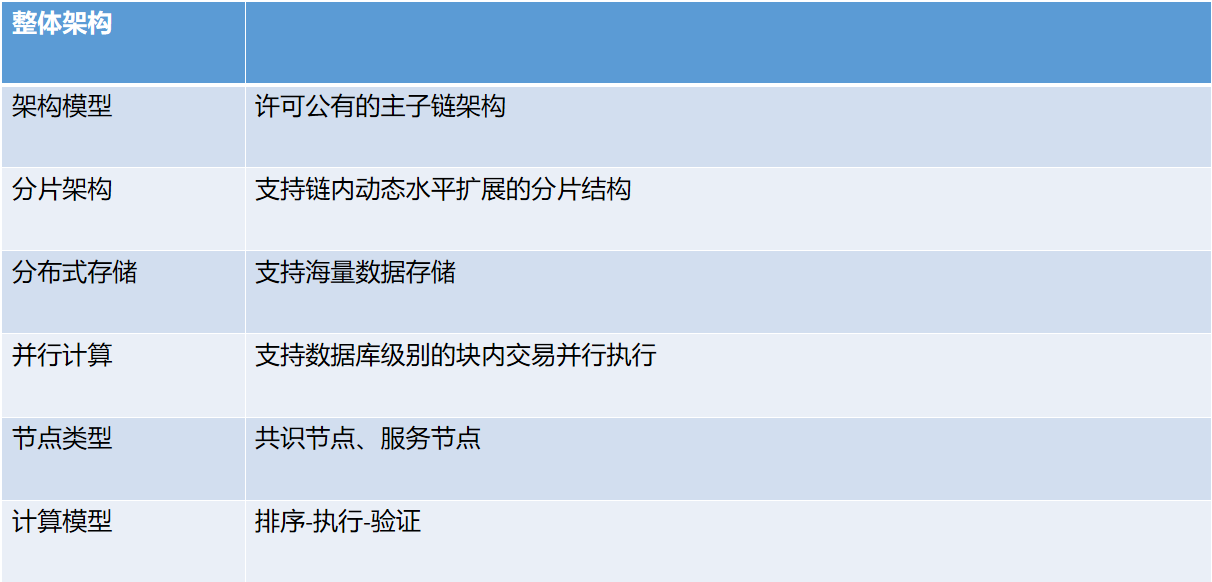 整体架构
架构模型 许可公有的主子链架构
分片架构 支持链内动态水平扩展的分片结构
分布式存储 支持海量数据存储
并行计算 支持数据库级别的块内交易并行执行
节点类型 共识节点、服务节点
计算模型 排序-执行-验证